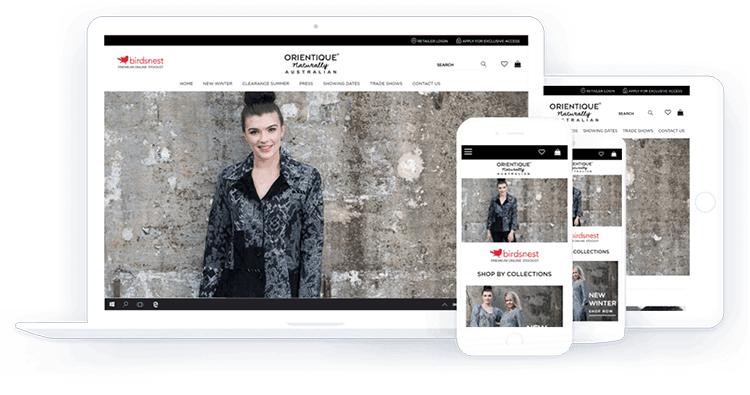 RETAILER LOGIN APPLY FOR EXCLUSIVE ACCESS
birdsnest
PREMIUM ONLINE STOCKIST
ORIENTIQUE
Naturally
AUSTRALIAN
SEARCH
HOME NEW WINTER CLEARANCE SUMMER PRESS SHOWING DATES TRADE SHOWS CONTACT US
RETAILER LOGIN APPLY FOR EXCLUSIVE ACCESS
ORIENTIQUE
Naturally
AUSTRALIAN
SEARCH
SHOWING DATES TRADE SHOWS CONTACT US
ORIENTIQUE
Naturally
AUSTRALIAN
birdsnest
PREMIUM ONLINE STOCKIST
SHOP BY COLLECTIONS
NEW
birdsnest
COLLECTIONS
NEW
WINTER
SHOP NOW